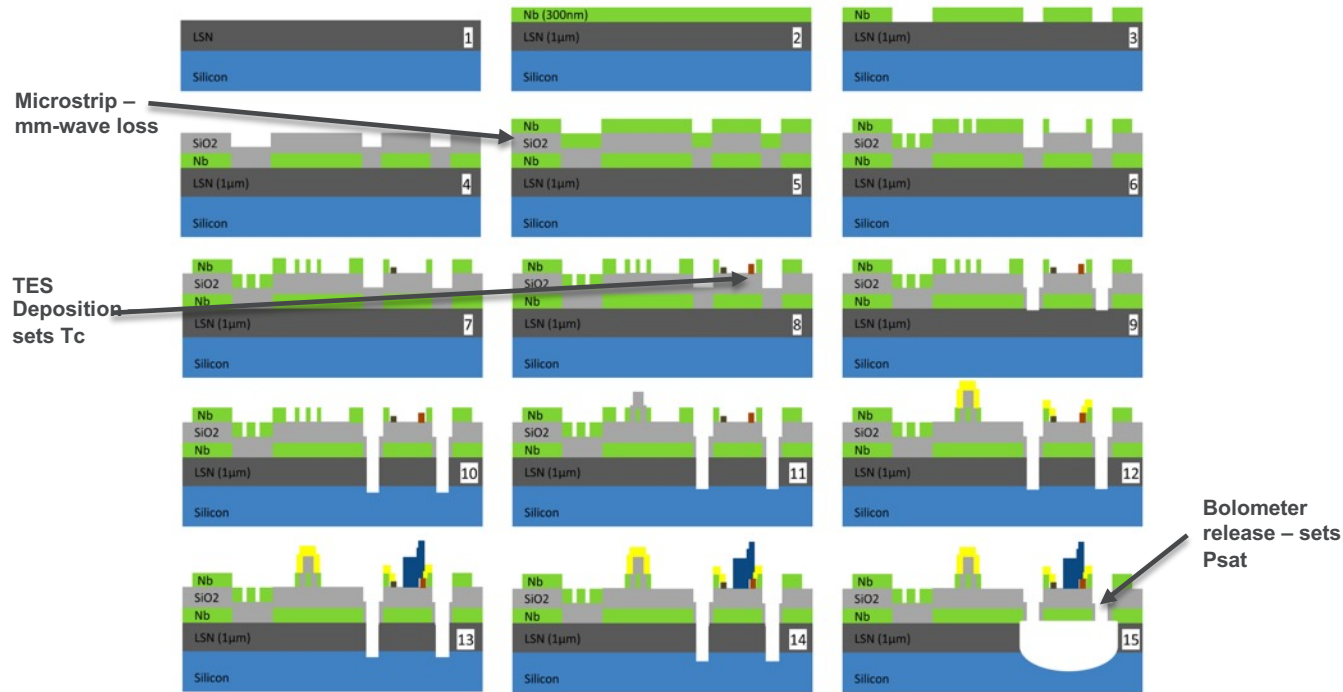 LSN
1
Silicon
Nb (300nm)
LSN (1µm)
2
Silicon
Nb
LSN (1µm)
3
Silicon
Microstrip –
mm-wave loss
SiO2
Nb
LSN (1µm)
4
Silicon
Nb
SiO2
Nb
LSN (1µm)
5
Silicon
Nb
SiO2
Nb
LSN (1µm)
6
Silicon
TES
Deposition
sets Tc
Nb
SiO2
Nb
LSN (1µm)
7
Silicon
Nb
SiO2
Nb
LSN (1µm)
8
Silicon
Nb
SiO2
Nb
LSN (1µm)
9
Silicon
Nb
SiO2
Nb
LSN (1µm)
10
Silicon
Nb
SiO2
Nb
LSN (1µm)
11
Silicon
Nb
SiO2
Nb
LSN (1µm)
12
Silicon
Bolometer
release – sets
Psat
Nb
SiO2
Nb
LSN (1µm)
13
Silicon
Nb
SiO2
Nb
LSN (1µm)
14
Silicon
Nb
SiO2
Nb
LSN (1µm)
15
Silicon